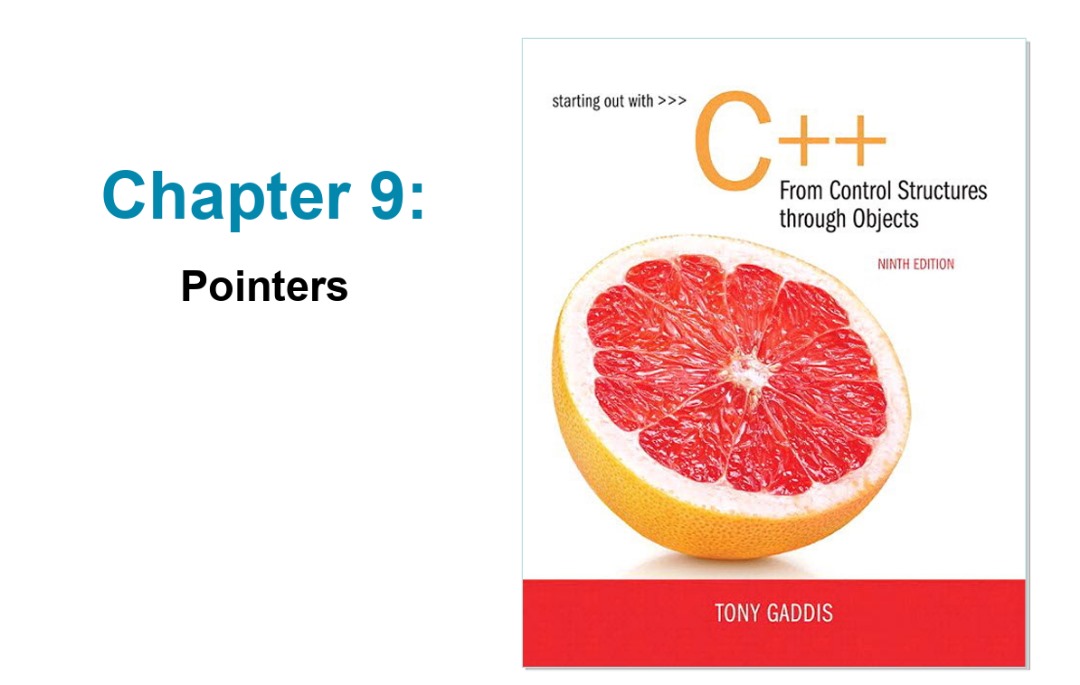 Chapter 9:
Pointers
starting out with >>>
C++
From Control Structures
through Objects
NINTH EDITION
TONY GADDIS